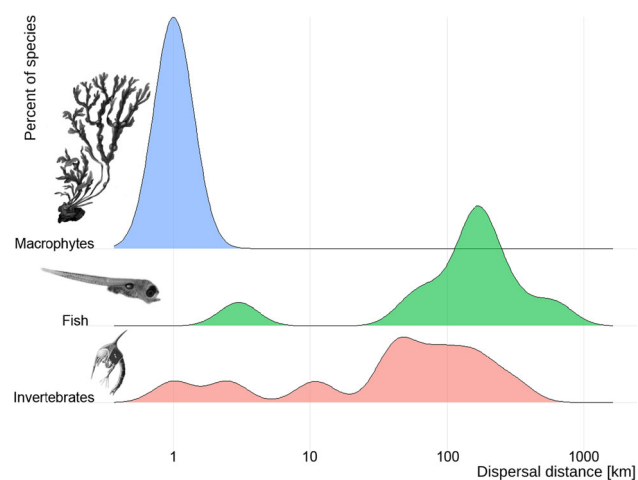 Percent of species
Macrophytes
Fish
Invertebrates
1 10 100 1000
Dispersal distance [km]